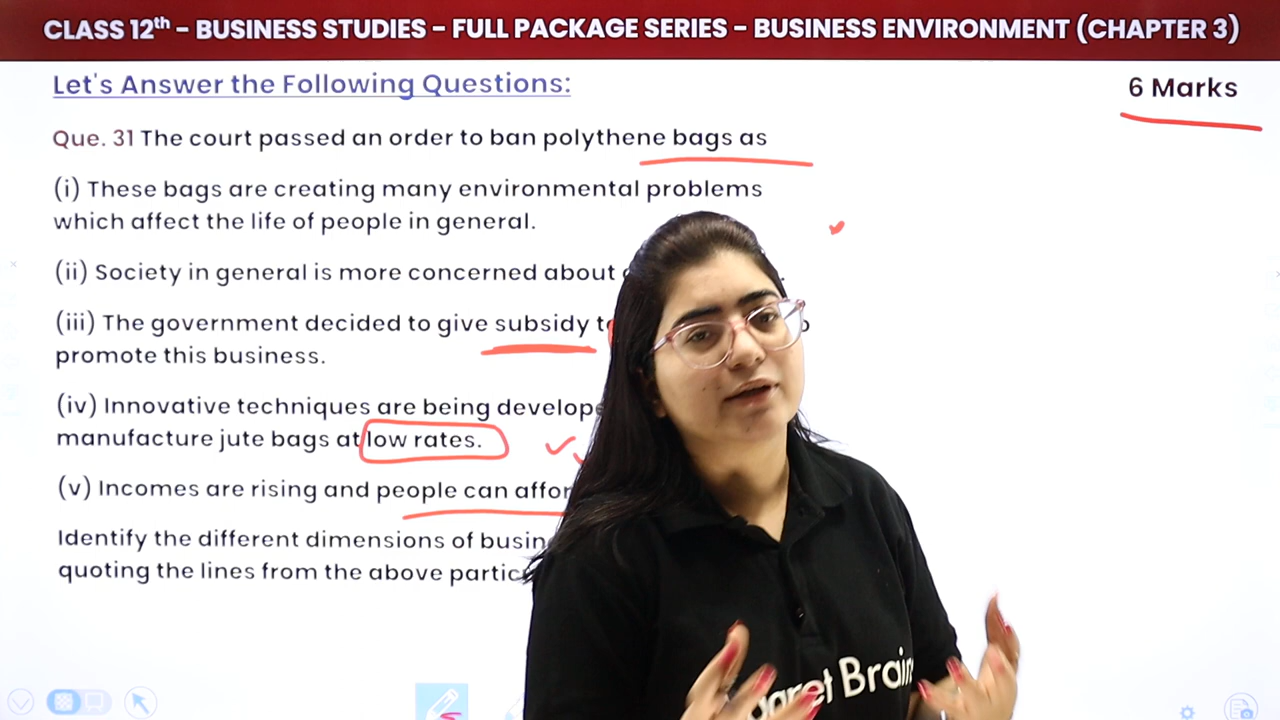 CLASS 12th – BUSINESS STUDIES – FULL PACKAGE SERIES – BUSINESS ENVIRONMENT (CHAPTER 3)
Let's Answer the Following Questions:
6 Marks
Que. 31 The court passed an order to ban polythene bags as
(i) These bags are creating many environmental problems
which affect the life of people in general.
(ii) Society in general is more concerned about
(iii) The government decided to give subsidy
promote this business.
(iv) Innovative techniques are being
manufacture jute bags at low rates.
(v) Incomes are rising and people can
Identify the different dimensions of
quoting the lines from the above